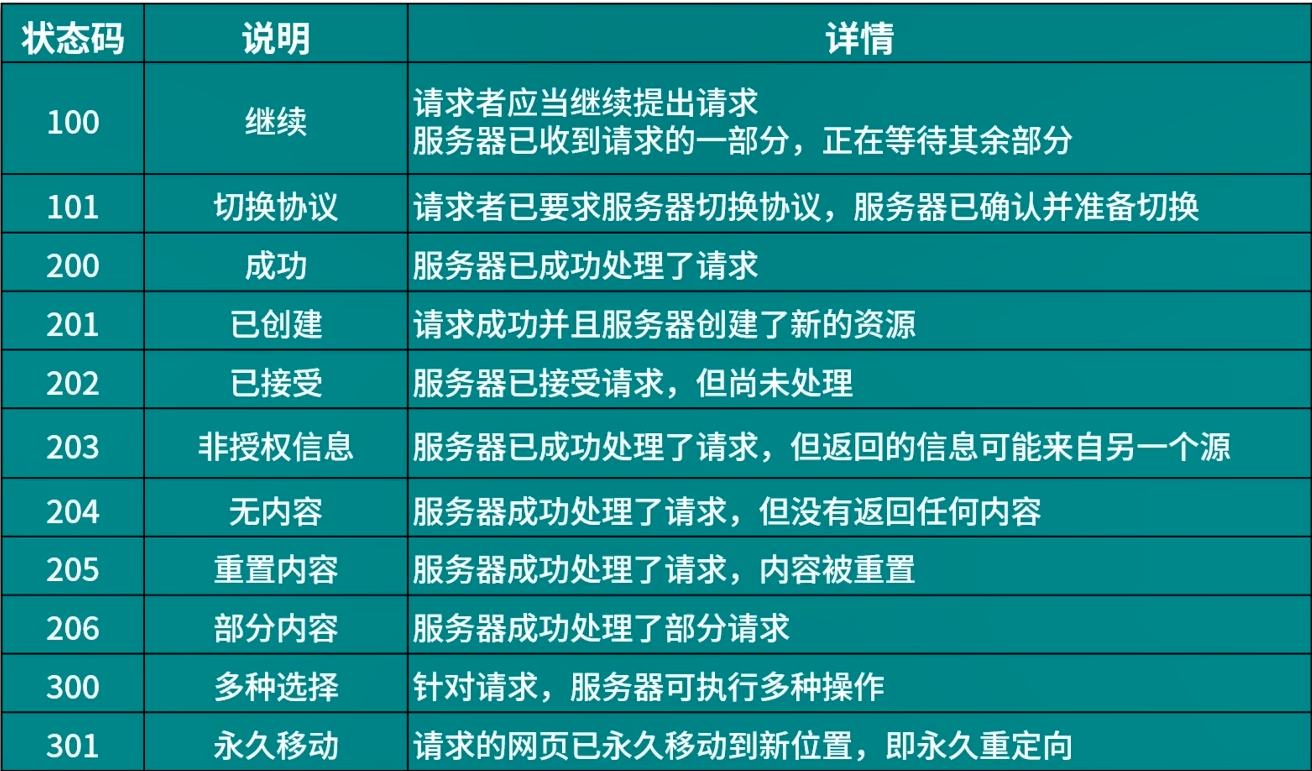 状态码 说明 详情
100 继续 请求者应当继续提出请求
服务器已收到请求的一部分，正在等待其余部分
101 切换协议 请求者已要求服务器切换协议，服务器已确认并准备切换
200 成功 服务器已成功处理了请求
201 已创建 请求成功并且服务器创建了新的资源
202 已接受 服务器已接受请求，但尚未处理
203 非授权信息 服务器已成功处理了请求，但返回的信息可能来自另一个源
204 无内容 服务器成功处理了请求，但没有返回任何内容
205 重置内容 服务器成功处理了请求，内容被重置
206 部分内容 服务器成功处理了部分请求
300 多种选择 针对请求，服务器可执行多种操作
301 永久移动 请求的网页已永久移动到新位置，即永久重定向